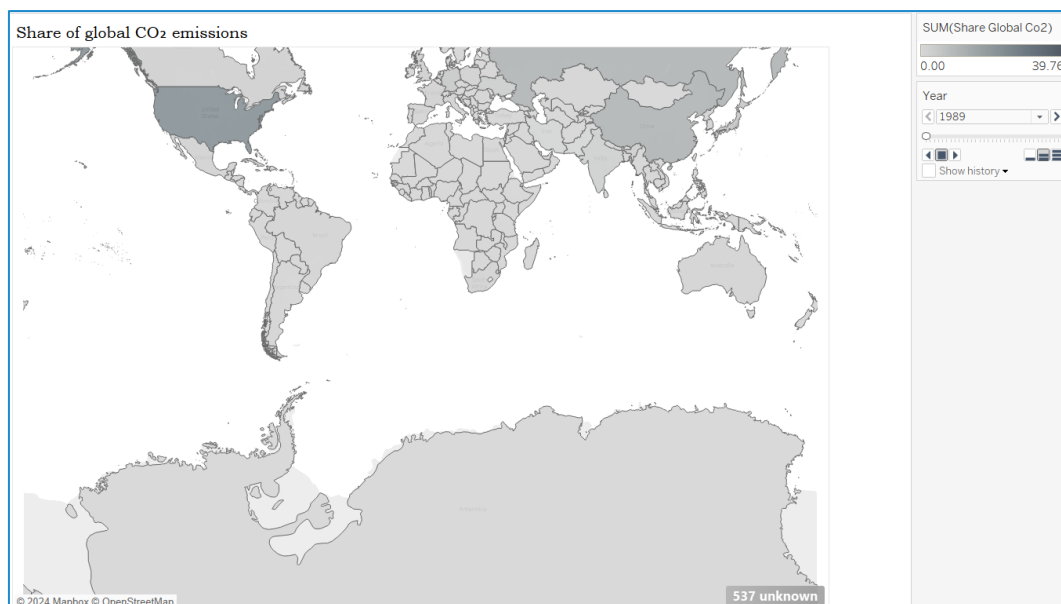 Share of global CO₂ emissions
SUM(Share Global Co2)
0.00
39.76
Year
1989
Show history
537 unknown
© 2024 Mapbox © OpenStreetMap